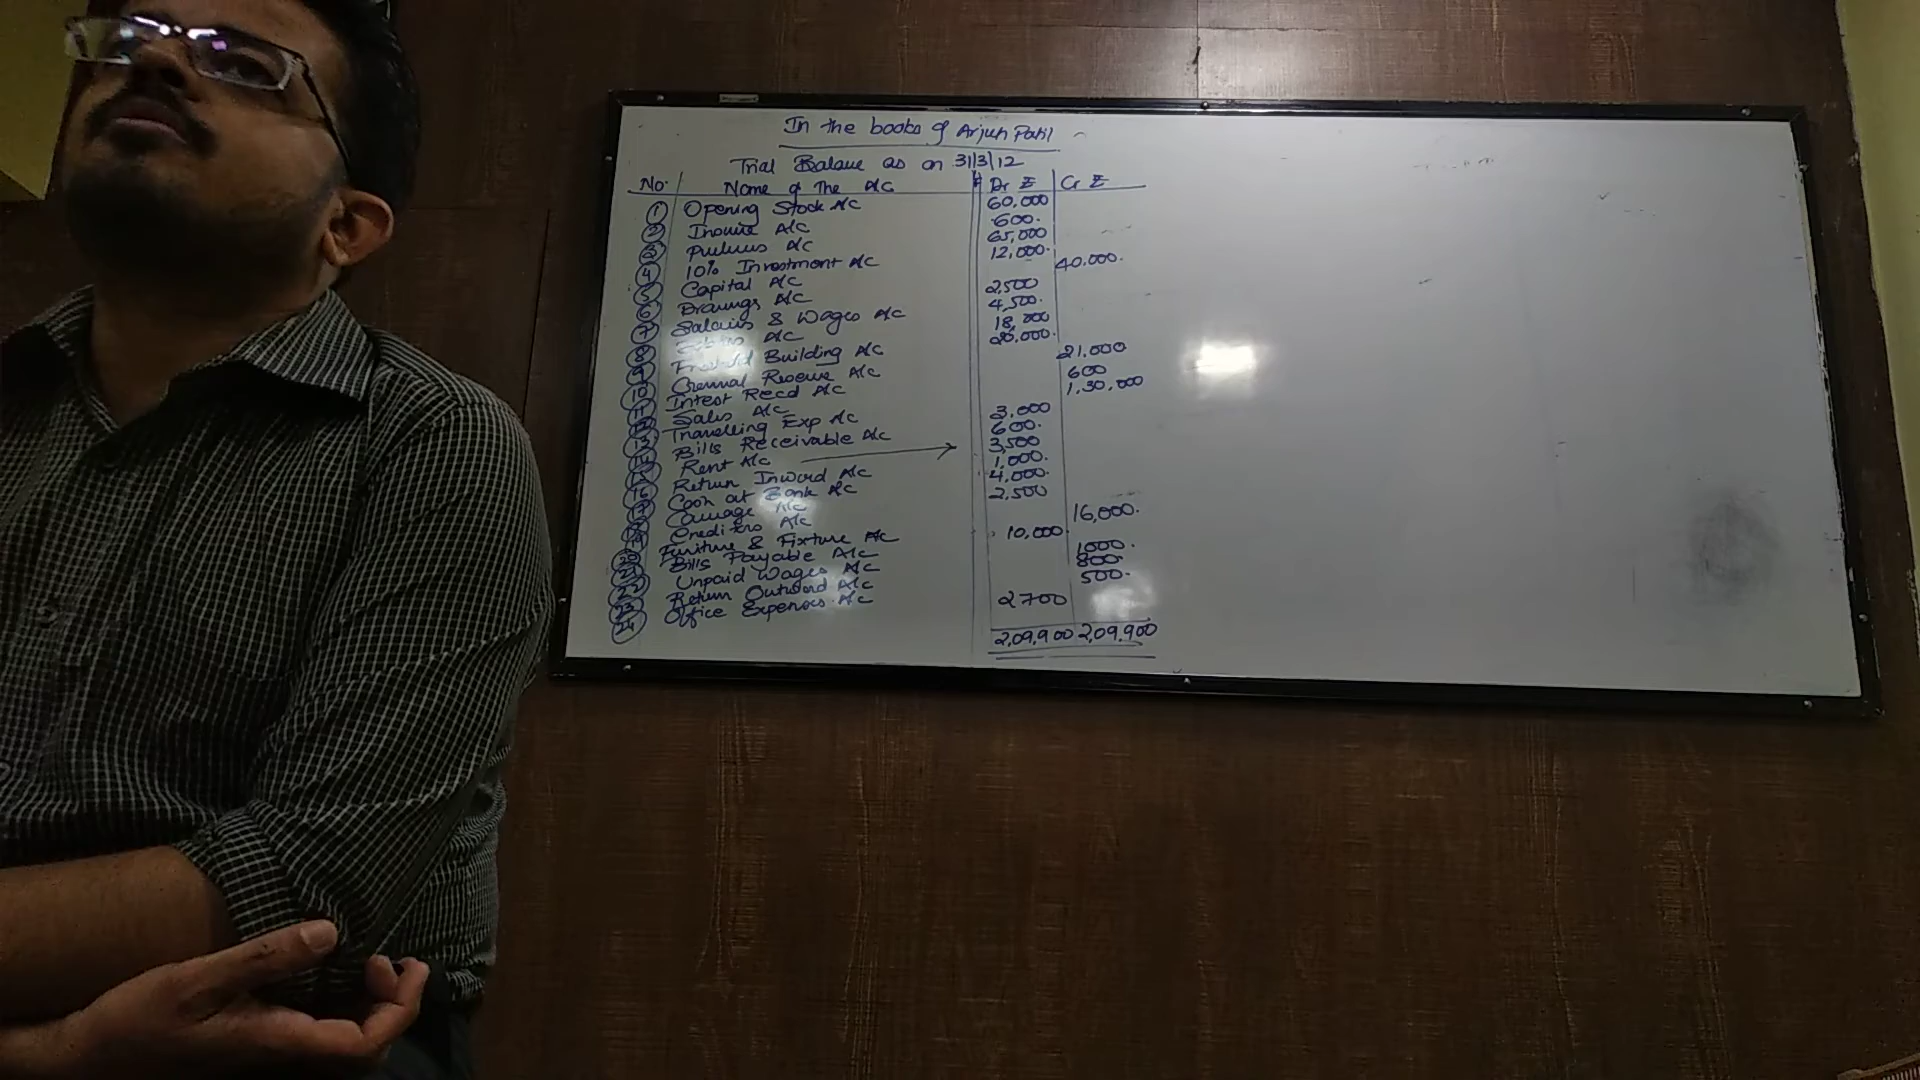 In the books of Arjun Patil
Trial Balance as on 31/3/12
No. Name of the A/C Dr ₹ Cr ₹
1 Opening Stock A/C 60,000
2 A/C 600.
3 A/C 65,000
4 10% Investment A/C 12,000.
5 Capital A/C 40,000.
6 Drawings A/C 2,500
7 Salaries & Wages A/C 4,500.
8 A/C 18,000
9 Building A/C 20,000.
10 General Reserve A/C 21,000
11 Interest Recd A/C 600
12 Sales A/C 1,30,000
13 Travelling Exp A/C 3,000
14 Bills Receivable A/C 600.
15 Rent A/C 3,500
16 Return Inward A/C 1,000.
17 Cash at Bank A/C 4,000.
18 Carriage A/C 2,500
19 Creditors A/C 16,000.
20 Furniture & Fixture A/C 10,000
21 Bills Payable A/C 1000.
22 Unpaid Wages A/C 800.
23 Return Outward A/C 500.
24 Office Expenses A/C 2700
2,09,900 2,09,900